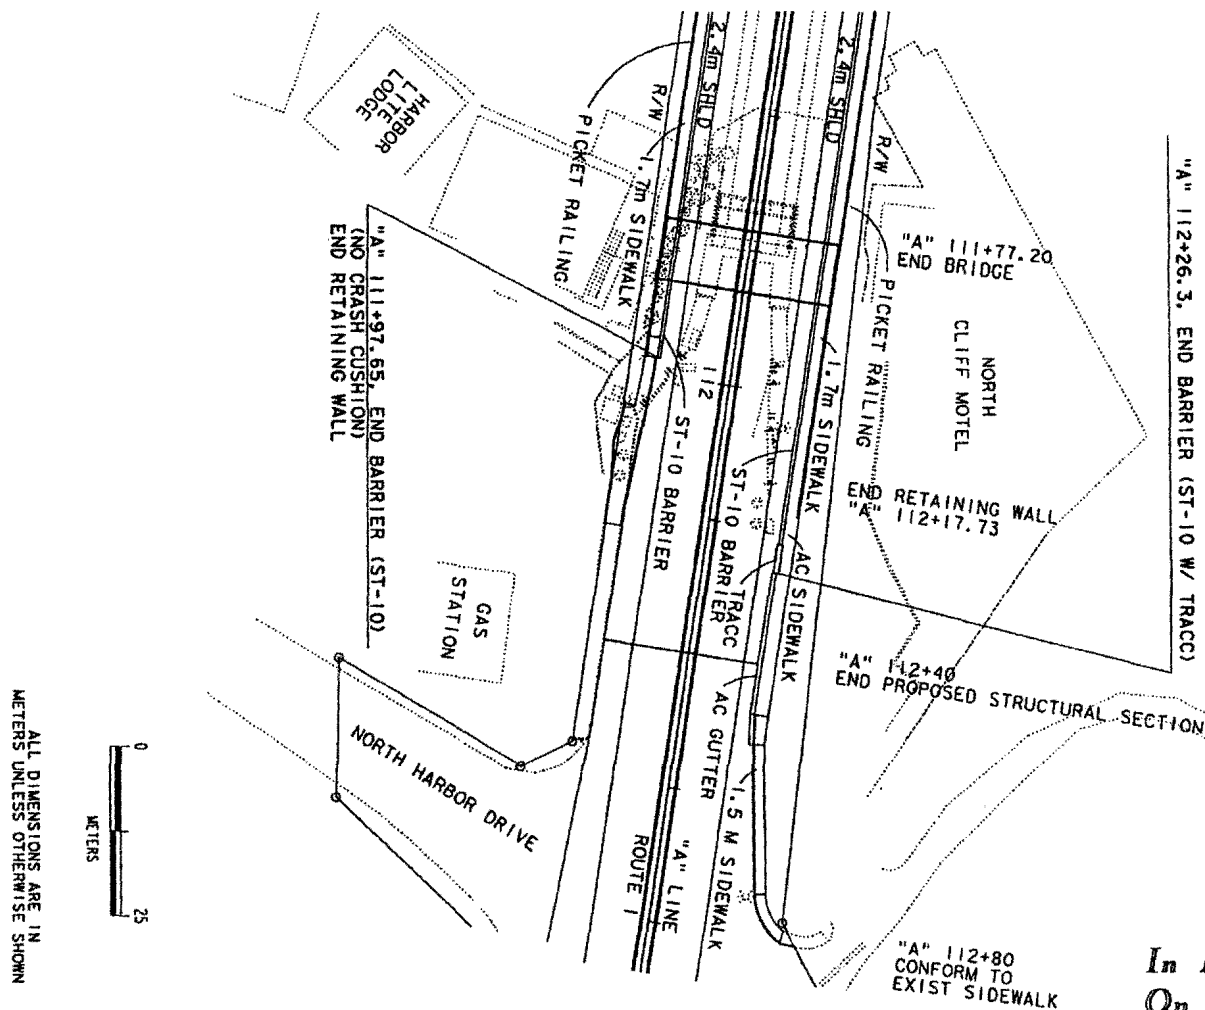 HARBOR
LITE
LODGE
2.4m SHLD
2.4m SHLD
R/W
R/W
PICKET RAILING
1.7m SIDEWALK
"A" 111+77.20
END BRIDGE
PICKET RAILING
NORTH
CLIFF MOTEL
"A" 112+26.3, END BARRIER (ST-10 W/ TRACC)
"A" 111+97.65, END BARRIER (ST-10)
(NO CRASH CUSHION)
END RETAINING WALL
112
1.7m SIDEWALK
ST-10 BARRIER
ST-10 BARRIER
END RETAINING WALL
"A" 112+17.73
TRACC
AC SIDEWALK
GAS
STATION
"A" 112+40
END PROPOSED STRUCTURAL SECTION
AC GUTTER
NORTH HARBOR DRIVE
1.5 M SIDEWALK
"A" LINE
ROUTE 1
"A" 112+80
CONFORM TO
EXIST SIDEWALK
0
25
METERS
ALL DIMENSIONS ARE IN
METERS UNLESS OTHERWISE SHOWN
In
On